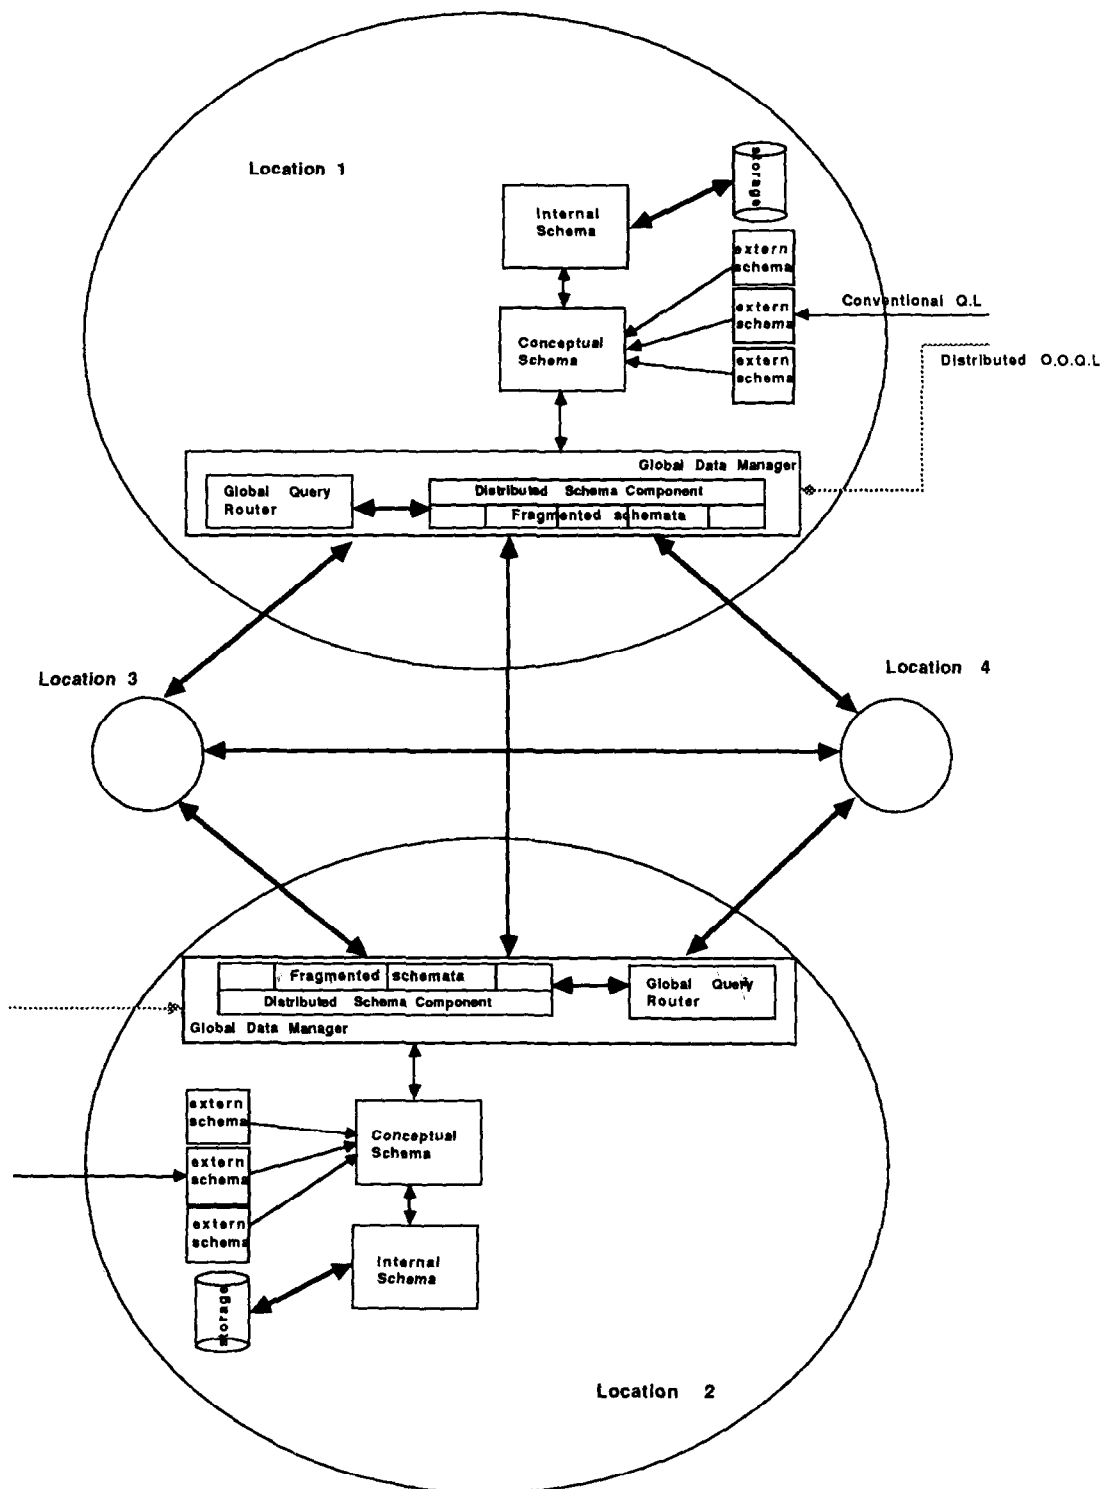 Location 1
storage
Internal
Schema
extern
schema
Conventional Q.L
extern
schema
Conceptual
Schema
extern
schema
Distributed O.O.Q.L
Global Data Manager
Global Query
Router
Distributed Schema Component
Fragmented schemata
Location 3
Location 4
Fragmented schemata
Distributed Schema Component
Global Query
Router
Global Data Manager
extern
schema
Conceptual
Schema
extern
schema
extern
schema
Internal
Schema
storage
Location 2